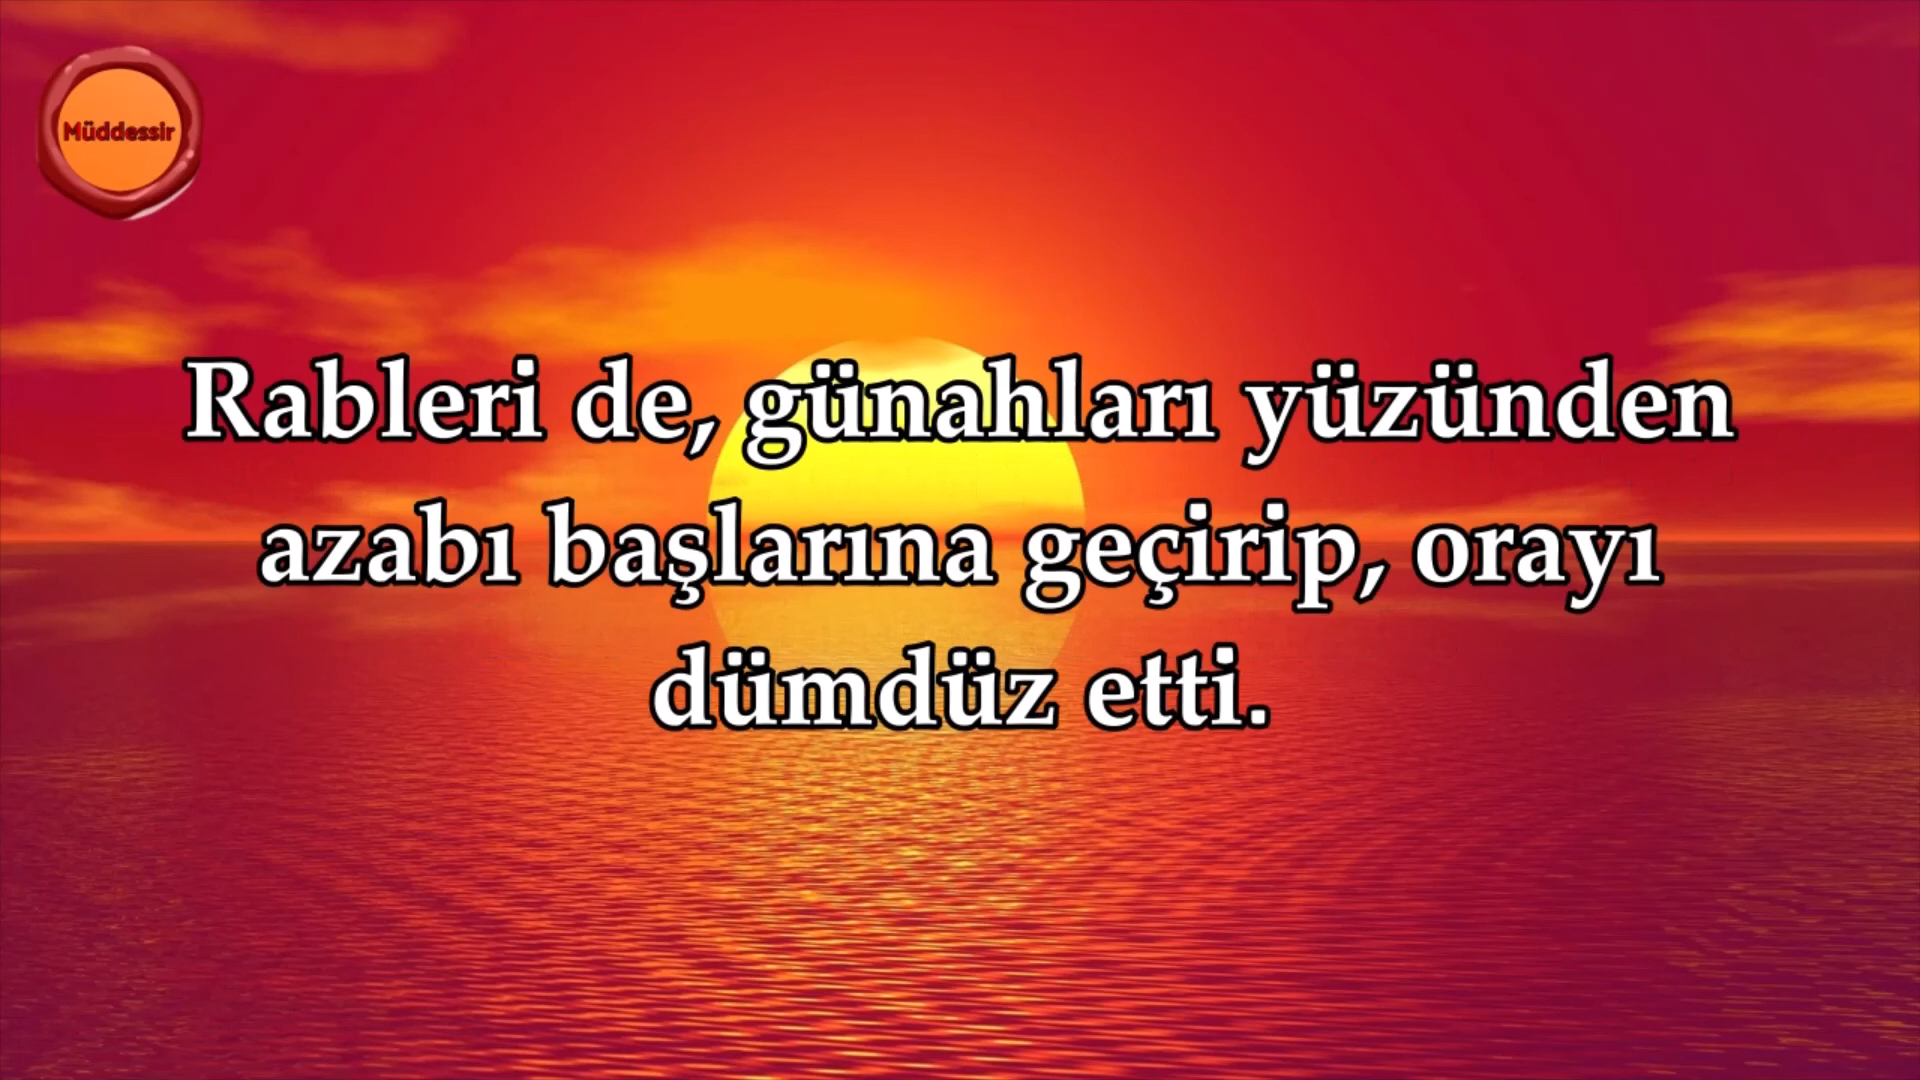 Müddessir
Rableri de, günahları yüzünden
azabı başlarına geçirip, orayı
dümdüz etti.